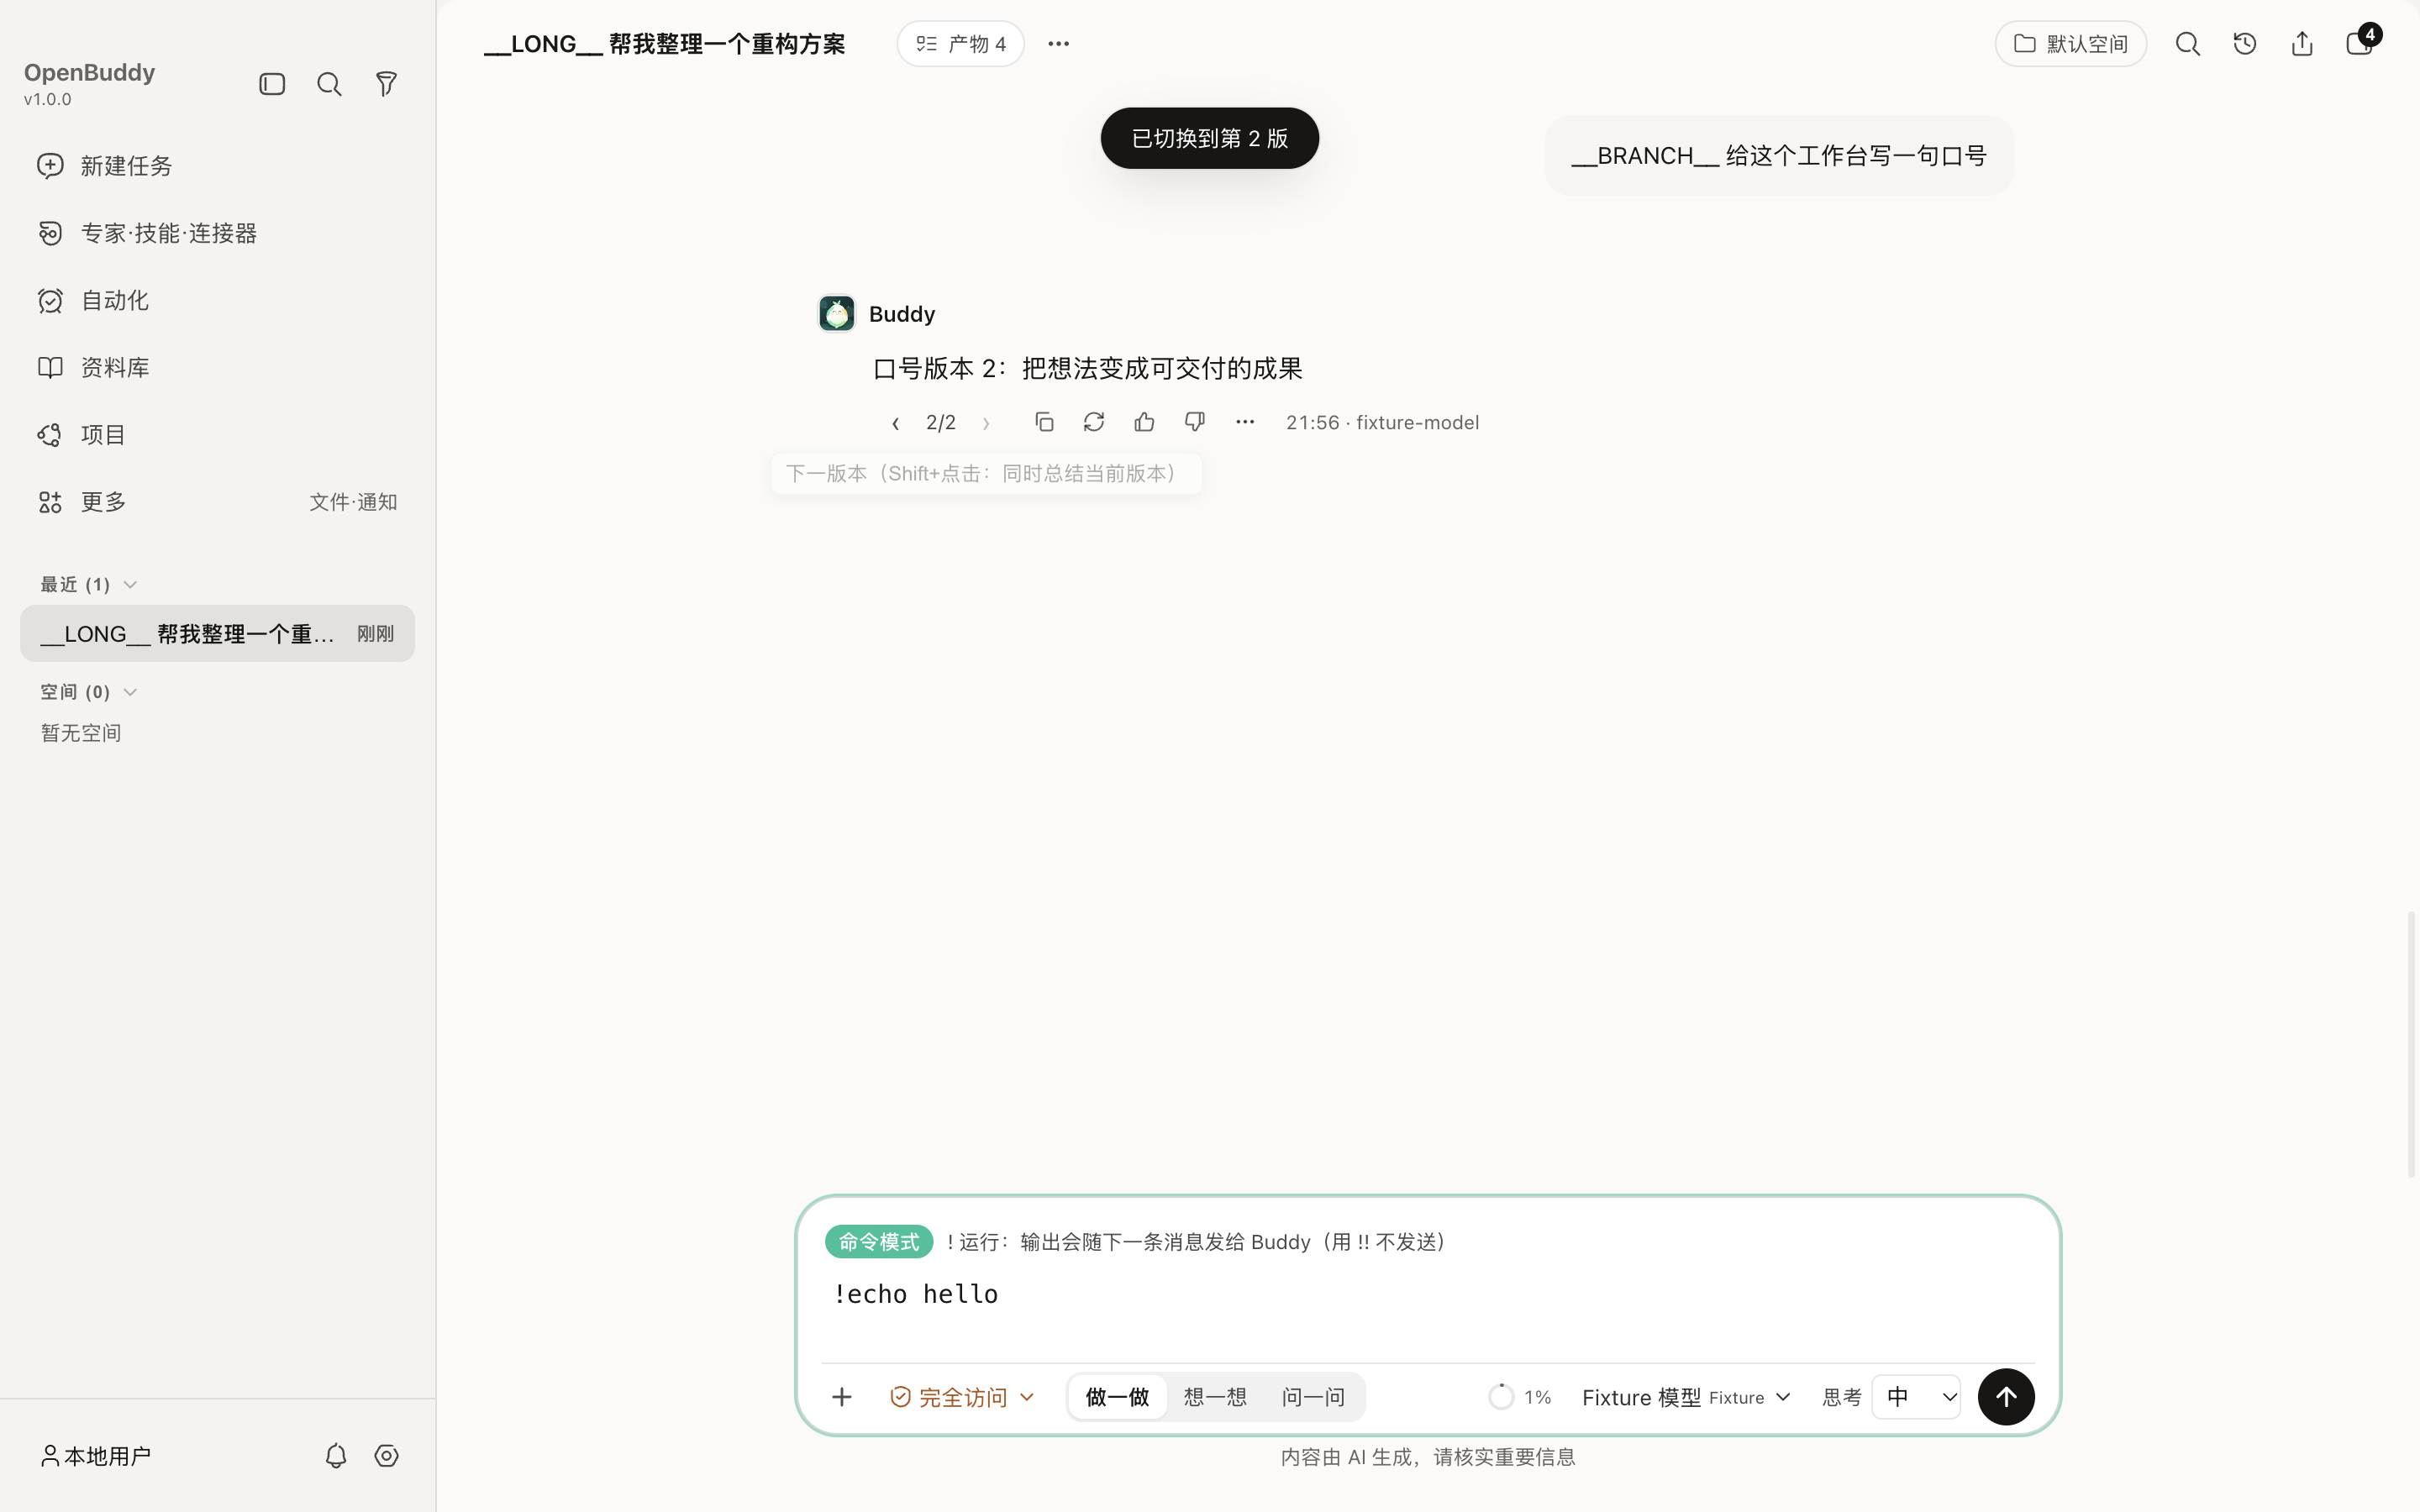 OpenBuddy
v1.0.0
新建任务
专家·技能·连接器
自动化
资料库
项目
更多 文件·通知
最近 (1)
__LONG__ 帮我整理一个重… 刚刚
空间 (0)
暂无空间
本地用户
__LONG__ 帮我整理一个重构方案 产物 4 默认空间 4
已切换到第 2 版
__BRANCH__ 给这个工作台写一句口号
Buddy
口号版本 2：把想法变成可交付的成果
2/2 21:56 · fixture-model
下一版本（Shift+点击：同时总结当前版本）
命令模式 ! 运行：输出会随下一条消息发给 Buddy（用 !! 不发送）
!echo hello
完全访问 做一做 想一想 问一问 1% Fixture 模型 Fixture 思考 中
内容由 AI 生成，请核实重要信息